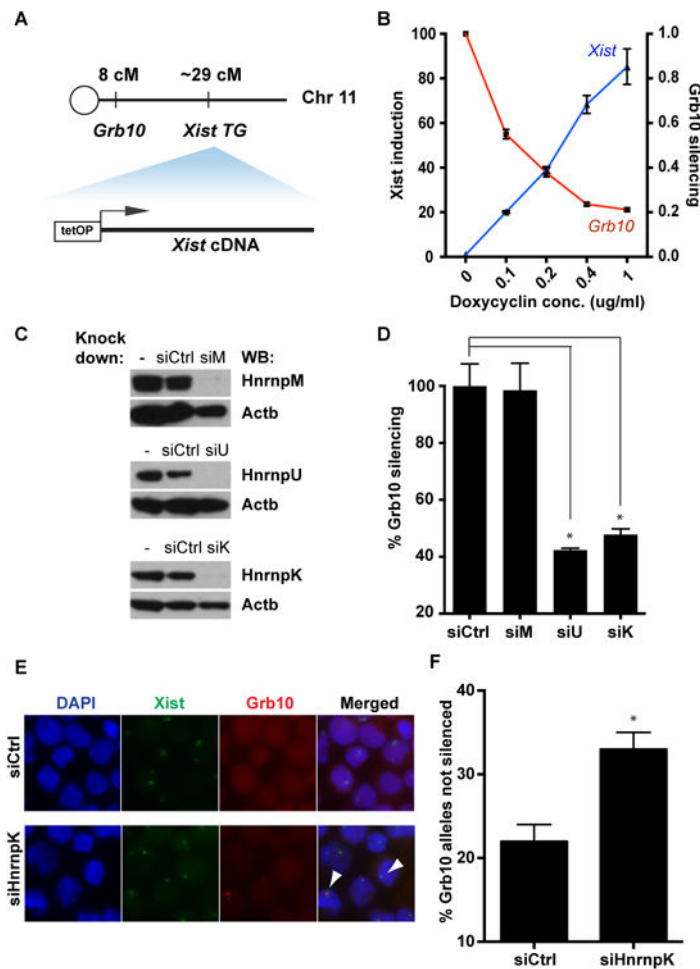 A
8 cM
~29 cM
Chr 11
Grb10
Xist TG
tetOP
Xist cDNA
B
Xist induction
100
80
60
40
20
0
Xist
Grb10
1.0
0.8
0.6
0.4
0.2
0.0
Grb10 silencing
0
0.1
0.2
0.4
1
Doxycyclin conc. (ug/ml)
C
Knock
down:
- siCtrl siM
WB:
HnrnpM
Actb
- siCtrl siU
HnrnpU
Actb
- siCtrl siK
HnrnpK
Actb
D
% Grb10 silencing
100
80
60
40
20
*
*
siCtrl
siM
siU
siK
E
DAPI
Xist
Grb10
Merged
siCtrl
siHnrnpK
F
% Grb10 alleles not silenced
40
30
20
10
*
siCtrl
siHnrnpK